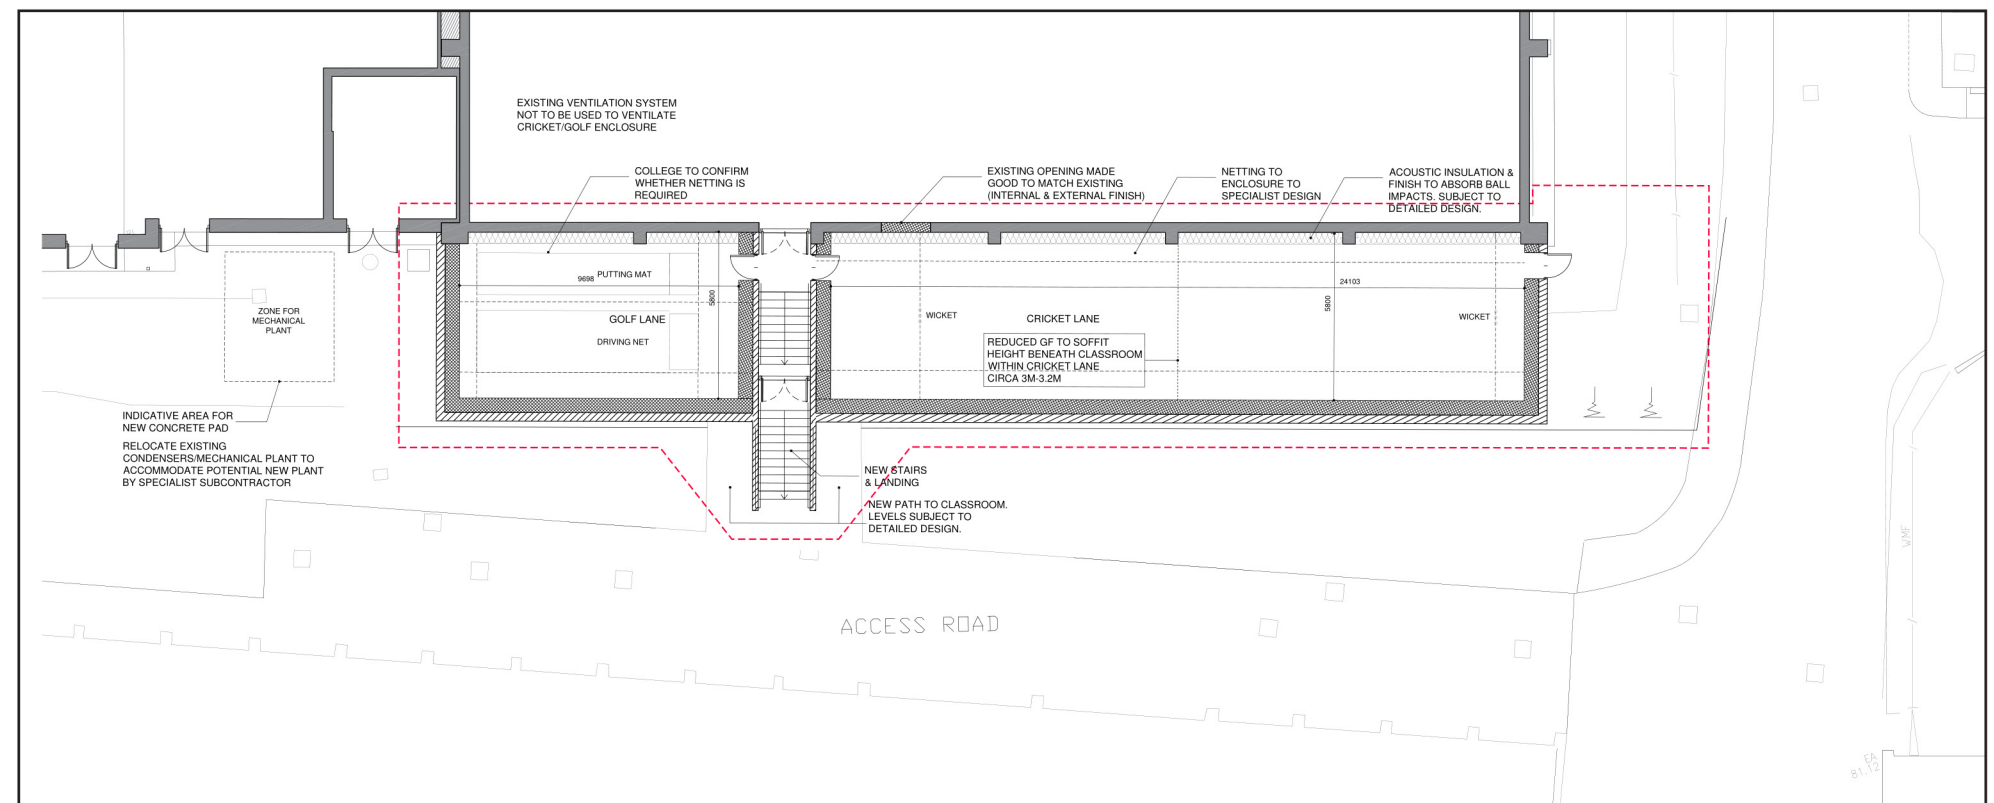 EXISTING VENTILATION SYSTEM
NOT TO BE USED TO VENTILATE
CRICKET/GOLF ENCLOSURE
COLLEGE TO CONFIRM
WHETHER NETTING IS
REQUIRED
EXISTING OPENING MADE
GOOD TO MATCH EXISTING
(INTERNAL & EXTERNAL FINISH)
NETTING TO
ENCLOSURE TO
SPECIALIST DESIGN
ACOUSTIC INSULATION &
FINISH TO ABSORB BALL
IMPACTS. SUBJECT TO
DETAILED DESIGN.
ZONE FOR
MECHANICAL
PLANT
9698
PUTTING MAT
5800
GOLF LANE
DRIVING NET
24103
5800
WICKET
CRICKET LANE
WICKET
REDUCED GF TO SOFFIT
HEIGHT BENEATH CLASSROOM
WITHIN CRICKET LANE
CIRCA 3M-3.2M
INDICATIVE AREA FOR
NEW CONCRETE PAD
RELOCATE EXISTING
CONDENSERS/MECHANICAL PLANT TO
ACCOMMODATE POTENTIAL NEW PLANT
BY SPECIALIST SUBCONTRACTOR
NEW STAIRS
& LANDING
NEW PATH TO CLASSROOM.
LEVELS SUBJECT TO
DETAILED DESIGN.
ACCESS ROAD
WMF
FA
81.12